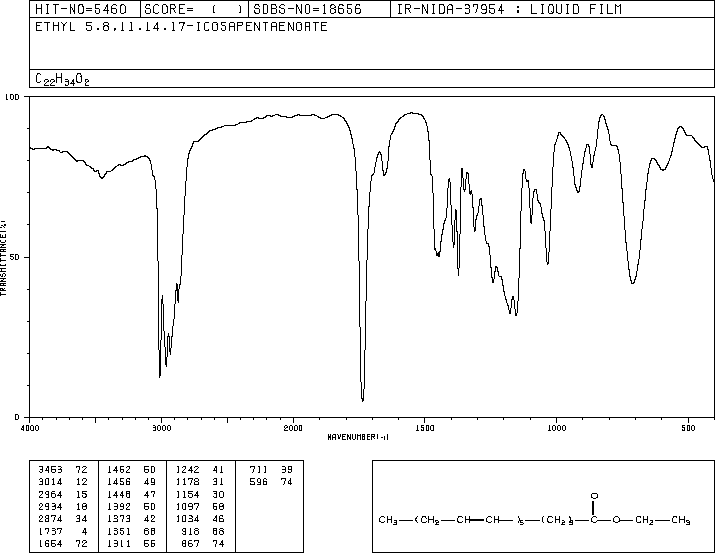 HIT-NO=5460 SCORE= ( ) SDBS-NO=18656 IR-NIDA-37954 : LIQUID FILM
ETHYL 5,8,11,14,17-ICOSAPENTAENOATE
C22H34O2
100
50
0
TRANSMITTANCE(%)
4000 3000 2000 1500 1000 500
WAVENUMBER(-1)
3463 72 1462 60 1242 41 711 39
3014 12 1456 49 1178 31 596 74
2964 15 1448 47 1154 30
2934 18 1392 50 1097 58
2874 34 1373 42 1034 46
1737 4 1351 68 918 68
1654 72 1311 56 867 74
O
CH3—(CH2—CH=CH)5—(CH2)3—C—O—CH2—CH3